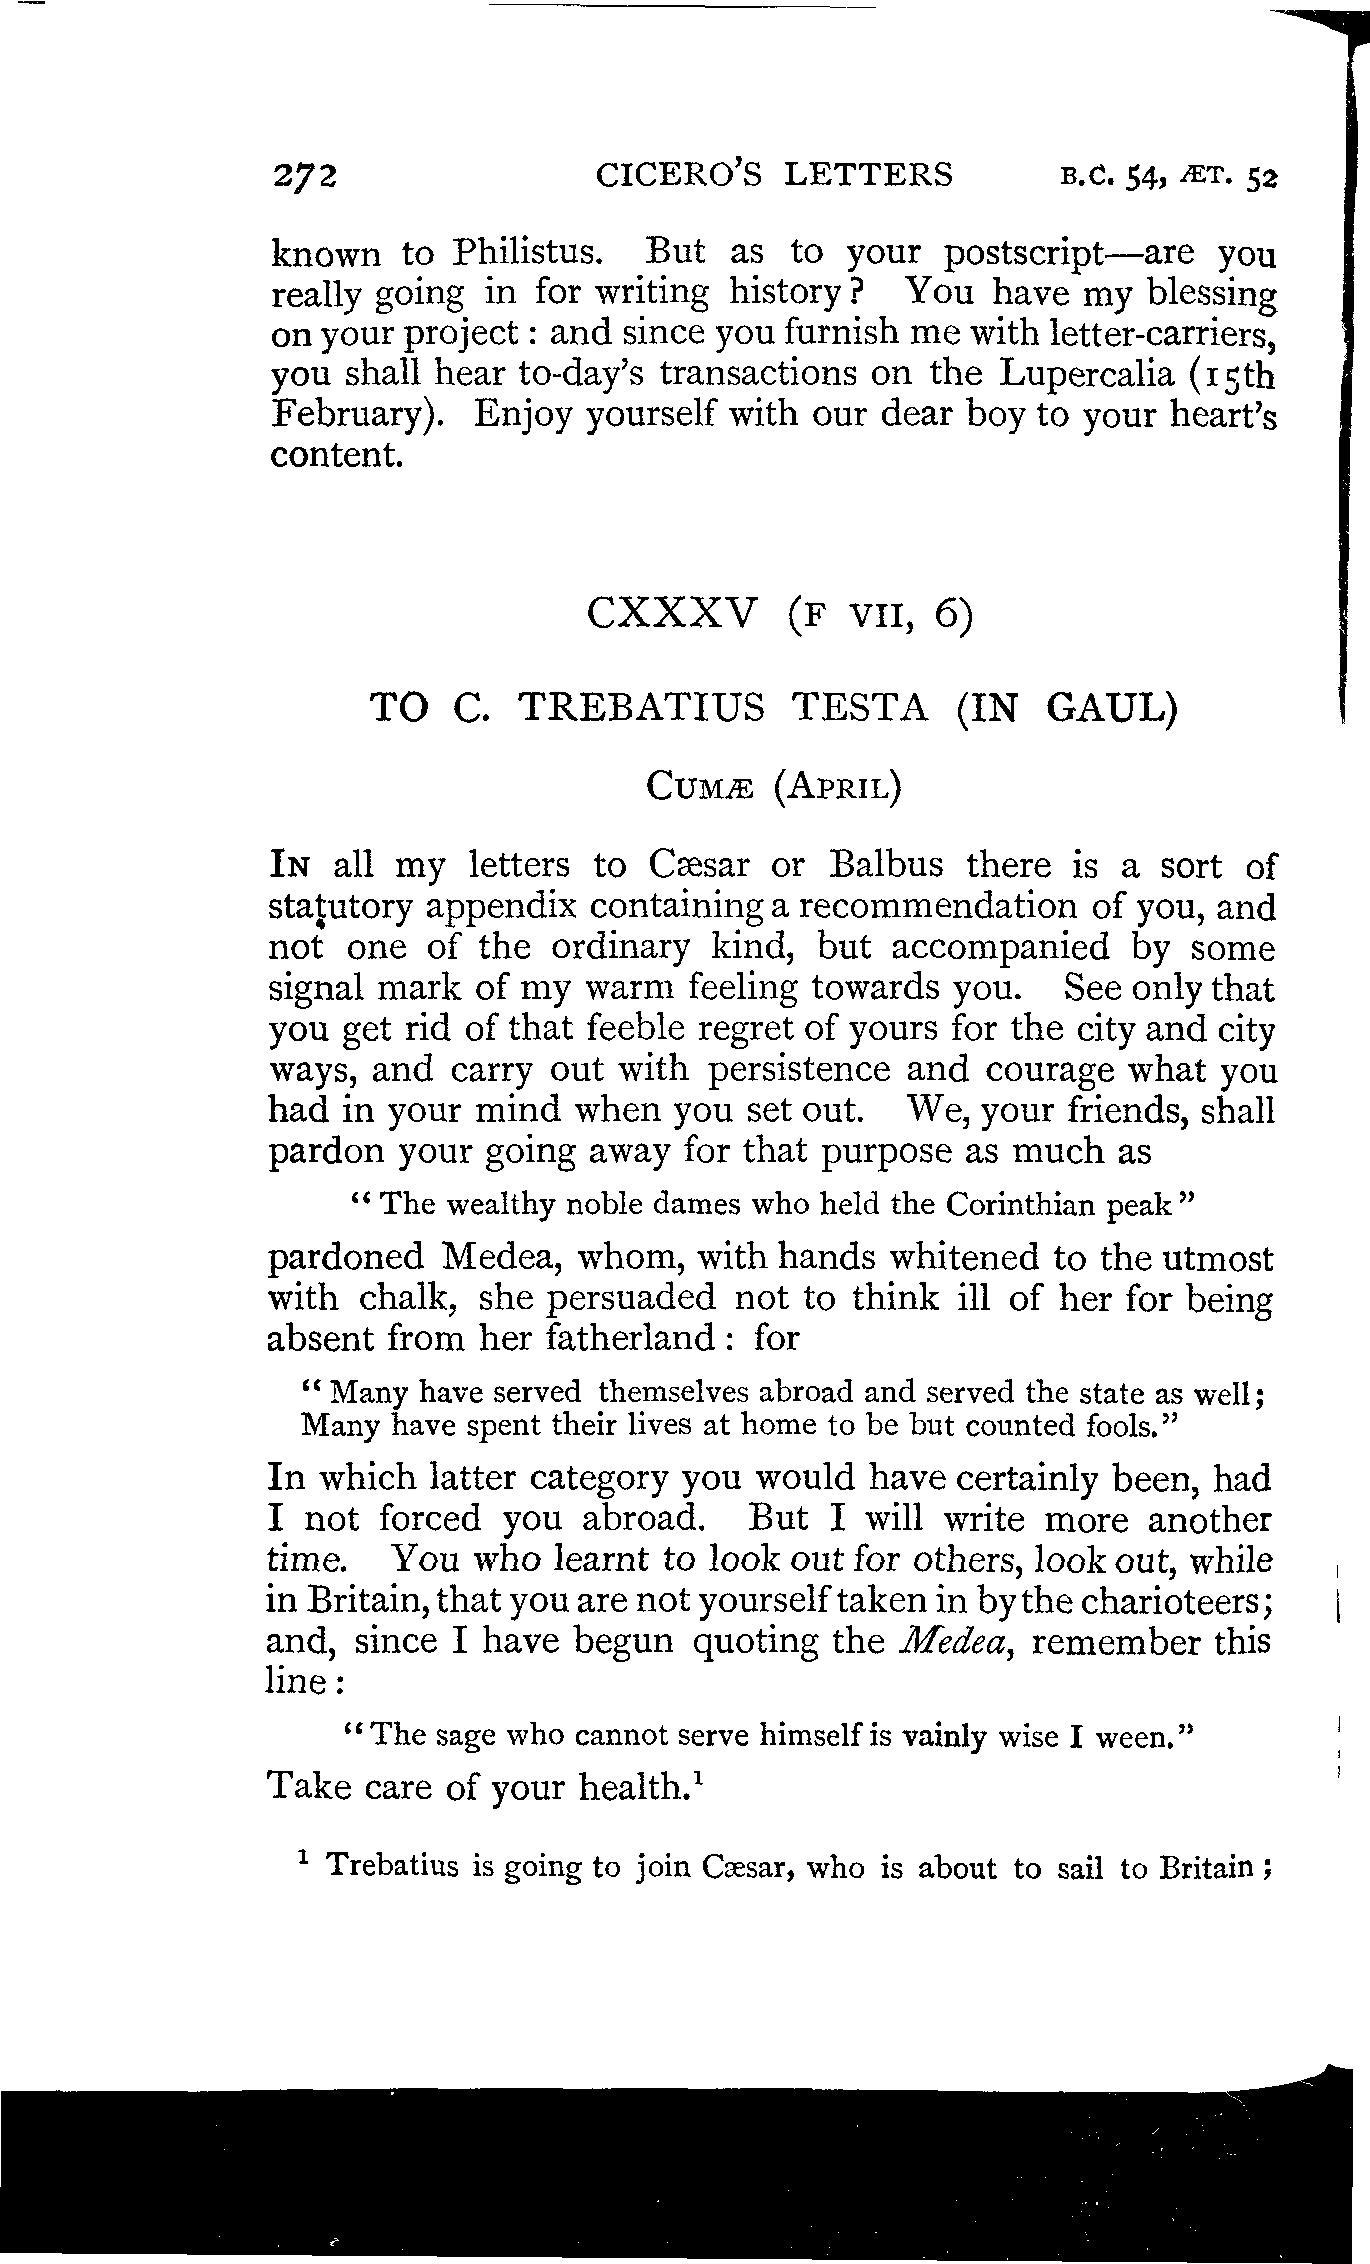 272 CICERO'S LETTERS B.C. 54, ÆT. 52
known to Philistus. But as to your postscript—are you
really going in for writing history? You have my blessing
on your project: and since you furnish me with letter-carriers,
you shall hear to-day's transactions on the Lupercalia (15th
February). Enjoy yourself with our dear boy to your heart's
content.
CXXXV (F VII, 6)
TO C. TREBATIUS TESTA (IN GAUL)
CUMÆ (APRIL)
IN all my letters to Cæsar or Balbus there is a sort of
statutory appendix containing a recommendation of you, and
not one of the ordinary kind, but accompanied by some
signal mark of my warm feeling towards you. See only that
you get rid of that feeble regret of yours for the city and city
ways, and carry out with persistence and courage what you
had in your mind when you set out. We, your friends, shall
pardon your going away for that purpose as much as
"The wealthy noble dames who held the Corinthian peak"
pardoned Medea, whom, with hands whitened to the utmost
with chalk, she persuaded not to think ill of her for being
absent from her fatherland: for
"Many have served themselves abroad and served the state as well;
Many have spent their lives at home to be but counted fools."
In which latter category you would have certainly been, had
I not forced you abroad. But I will write more another
time. You who learnt to look out for others, look out, while
in Britain, that you are not yourself taken in by the charioteers;
and, since I have begun quoting the Medea, remember this
line:
"The sage who cannot serve himself is vainly wise I ween."
Take care of your health.¹
¹ Trebatius is going to join Cæsar, who is about to sail to Britain;